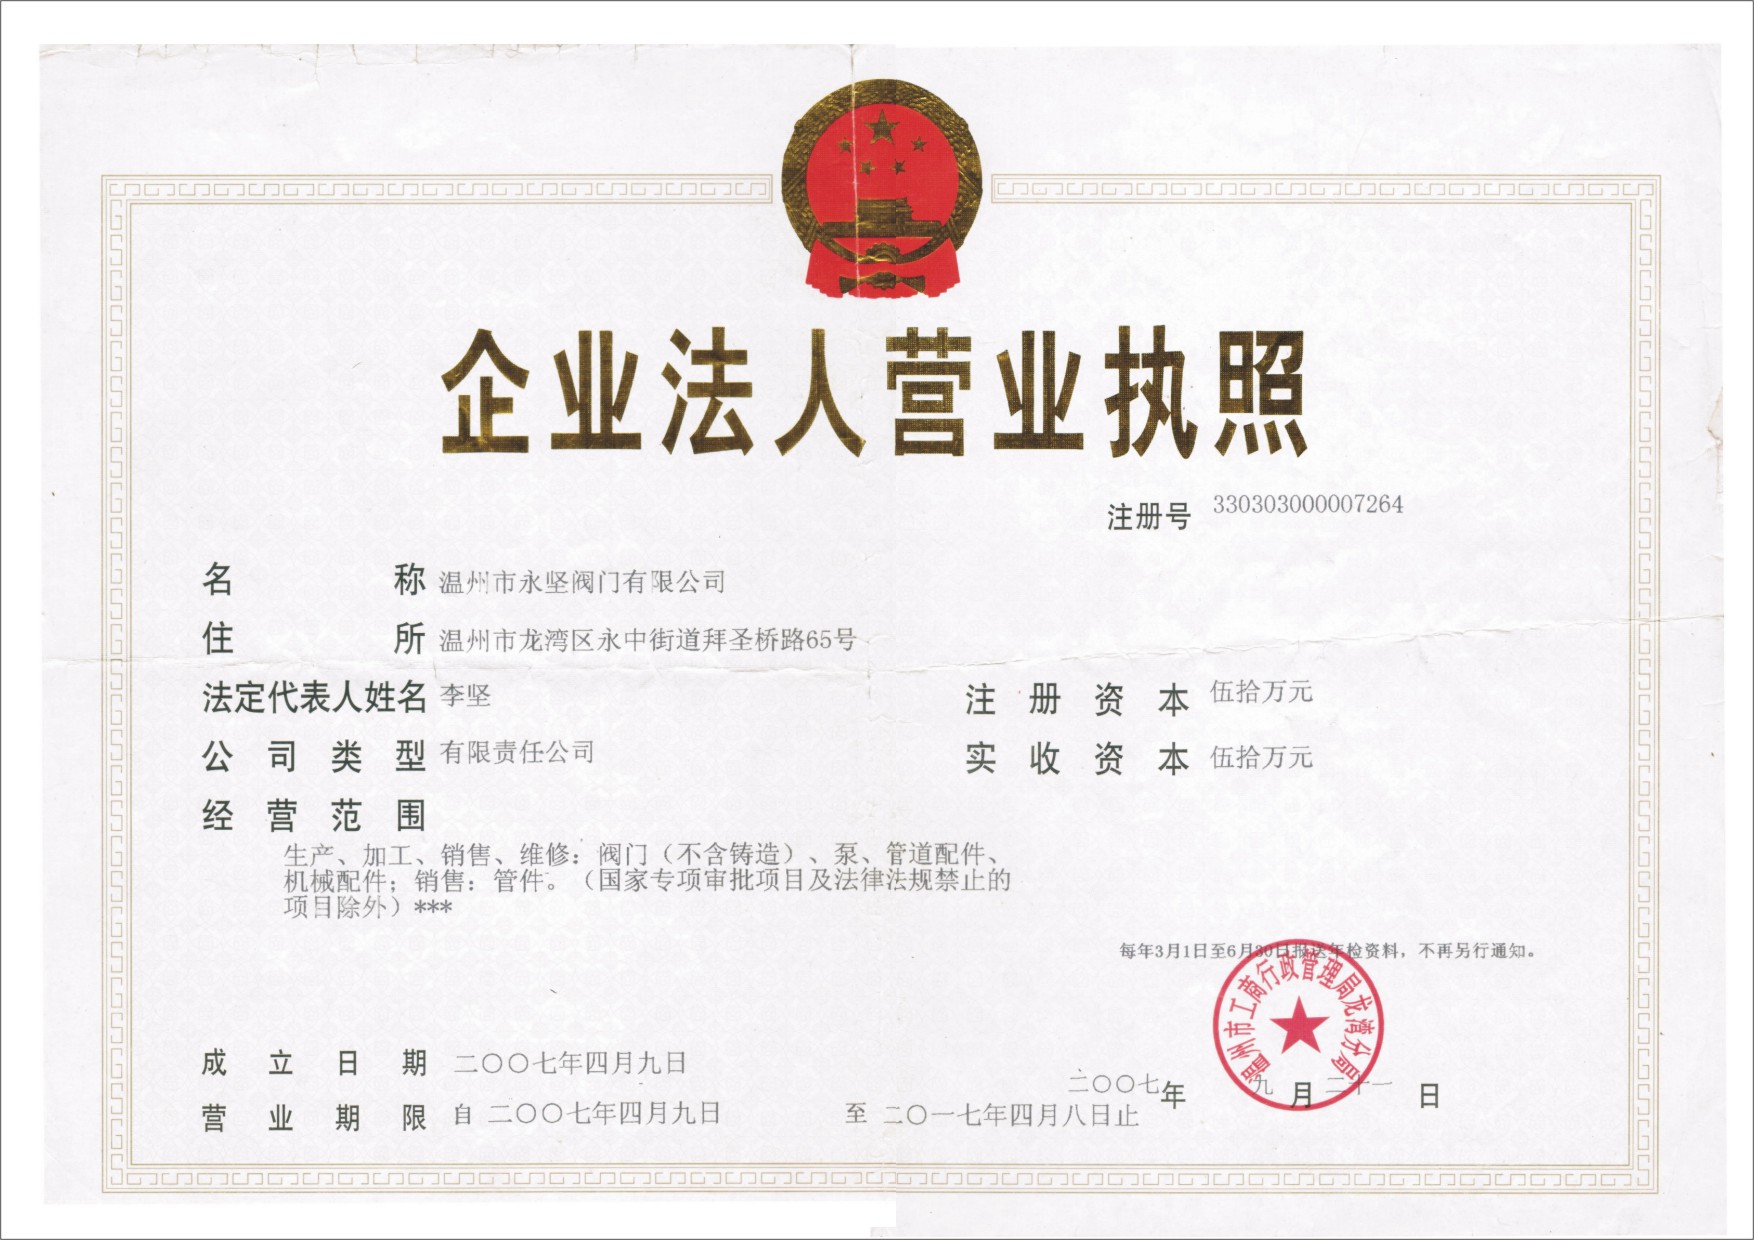 企业法人营业执照
注册号 330303000007264
名称 温州市永坚阀门有限公司
住所 温州市龙湾区永中街道拜圣桥路65号
法定代表人姓名 李坚
注册资本 伍拾万元
公司类型 有限责任公司
实收资本 伍拾万元
经营范围
生产、加工、销售、维修：阀门（不含铸造）、泵、管道配件、
机械配件；销售：管件。（国家专项审批项目及法律法规禁止的
项目除外）***
每年3月1日至6月30日报送年检资料，不再另行通知。
温州市工商行政管理局龙湾分局
成立日期 二〇〇七年四月九日
二〇〇七年九月二十一日
营业期限 自 二〇〇七年四月九日 至 二〇一七年四月八日止